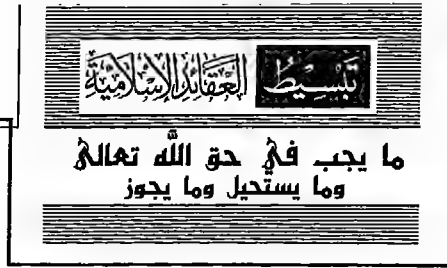 تبسيط العقائد الإسلامية
ما يجب في حق الله تعالى
وما يستحيل وما يجوز